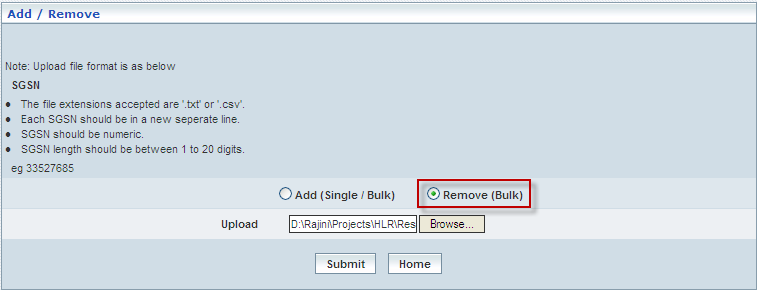 Add / Remove
Note: Upload file format is as below
SGSN
• The file extensions accepted are '.txt' or '.csv'.
• Each SGSN should be in a new seperate line.
• SGSN should be numeric.
• SGSN length should be between 1 to 20 digits.
eg 33527685
Add (Single / Bulk) Remove (Bulk)
Upload D:\Rajini\Projects\HLR\Res Browse...
Submit Home